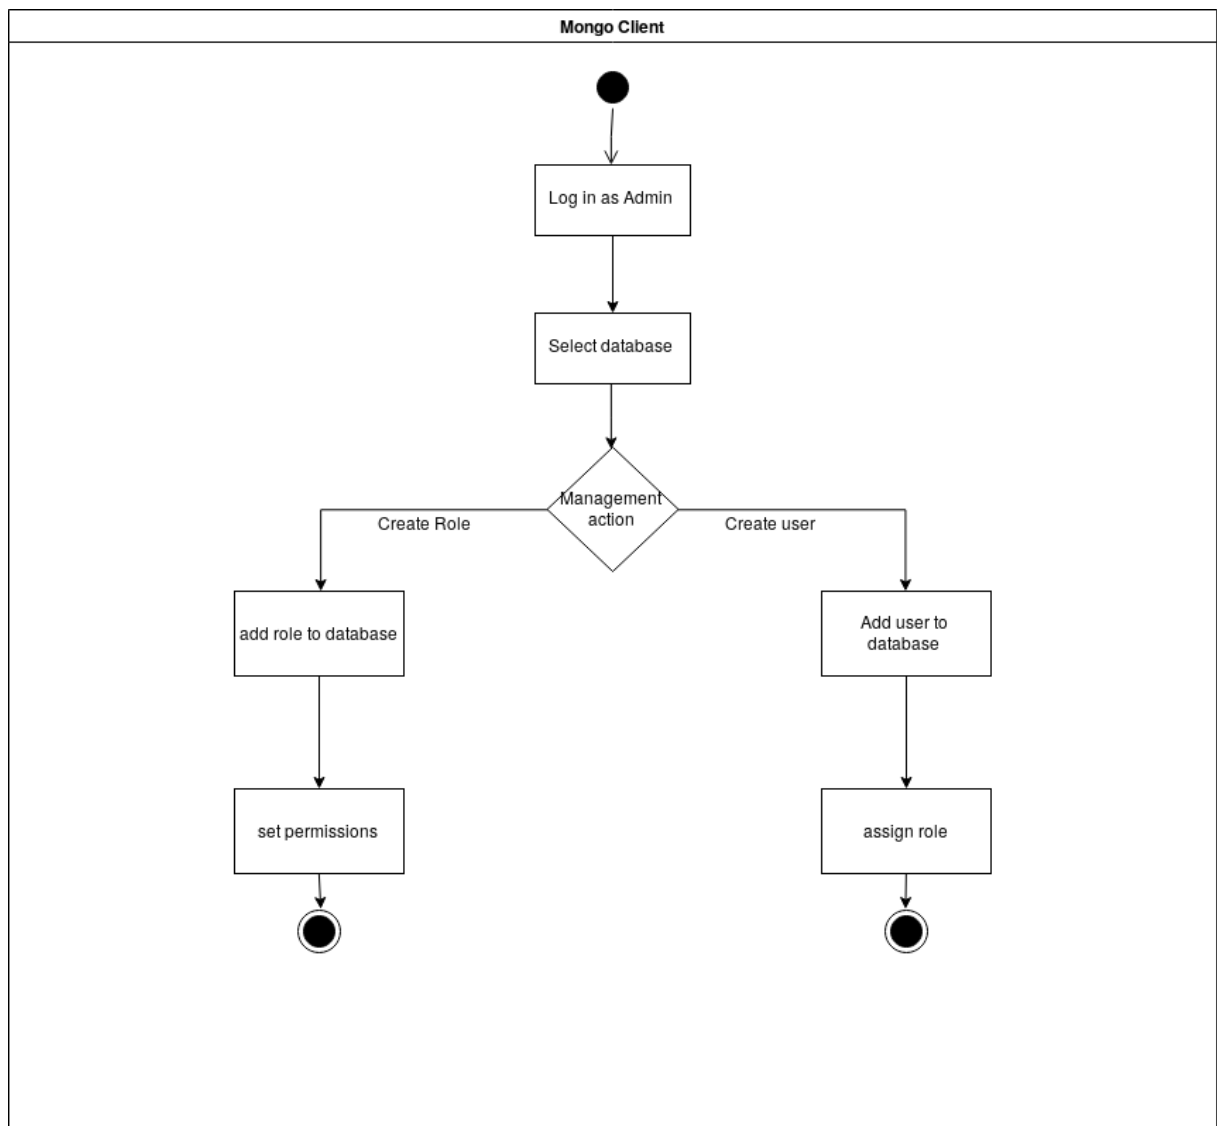 Mongo Client
Log in as Admin
Select database
Management
action
Create Role
Create user
add role to database
Add user to
database
set permissions
assign role